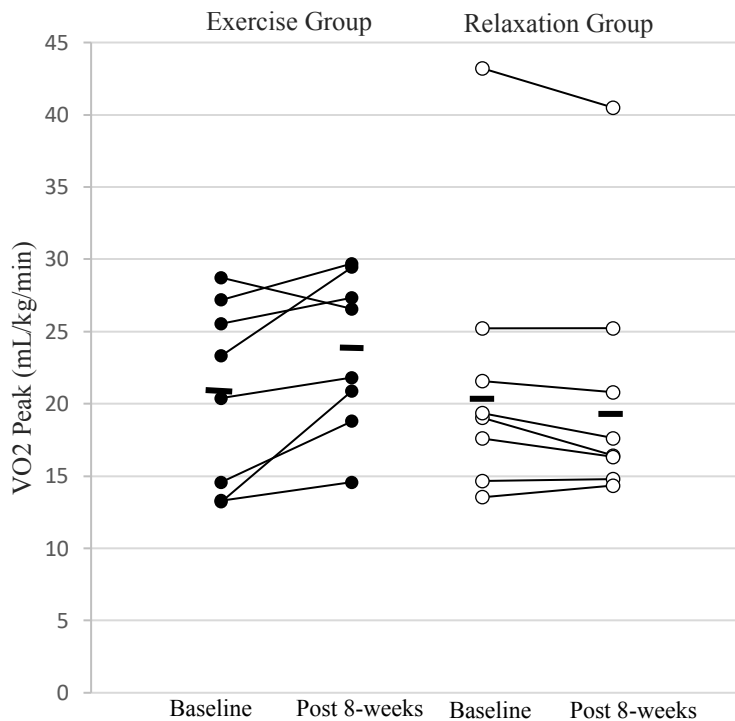 Exercise Group
Relaxation Group
45
40
35
30
25
20
15
10
5
0
VO2 Peak (mL/kg/min)
Baseline
Post 8-weeks
Baseline
Post 8-weeks